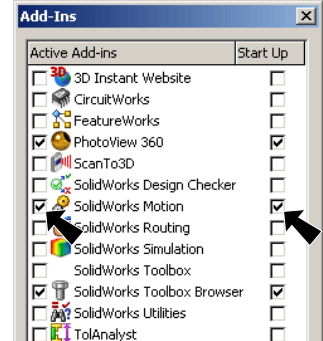 Add-Ins
Active Add-ins Start Up
3D 3D Instant Website
CircuitWorks
FeatureWorks
PhotoView 360
ScanTo3D
SolidWorks Design Checker
SolidWorks Motion
SolidWorks Routing
SolidWorks Simulation
SolidWorks Toolbox
SolidWorks Toolbox Browser
SolidWorks Utilities
TolAnalyst